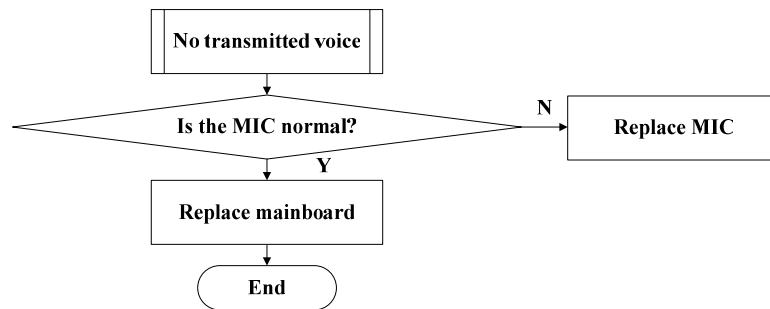 No transmitted voice
Is the MIC normal?
N
Replace MIC
Y
Replace mainboard
End